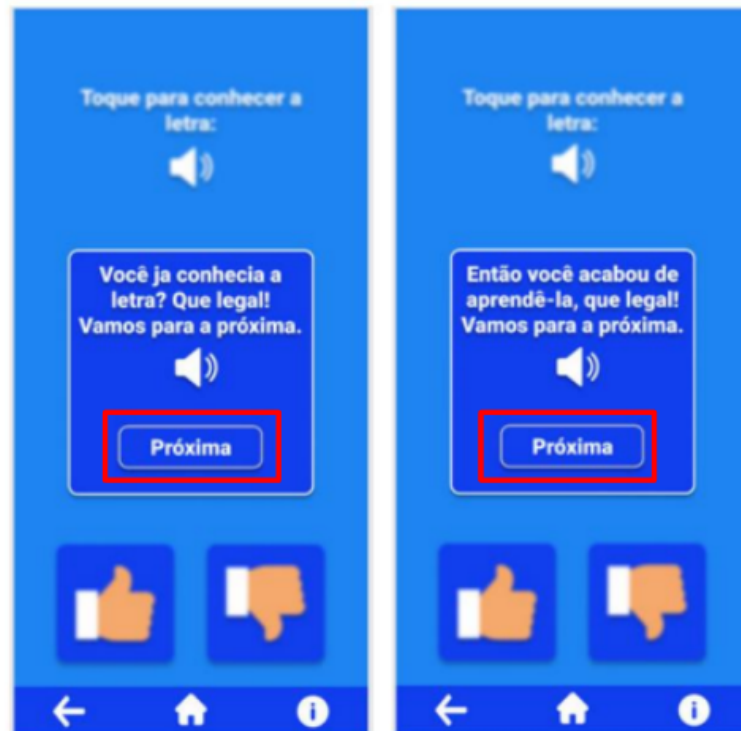 Toque para conhecer a
letra:
Você ja conhecia a
letra? Que legal!
Vamos para a próxima.
Próxima
Toque para conhecer a
letra:
Então você acabou de
aprendê-la, que legal!
Vamos para a próxima.
Próxima